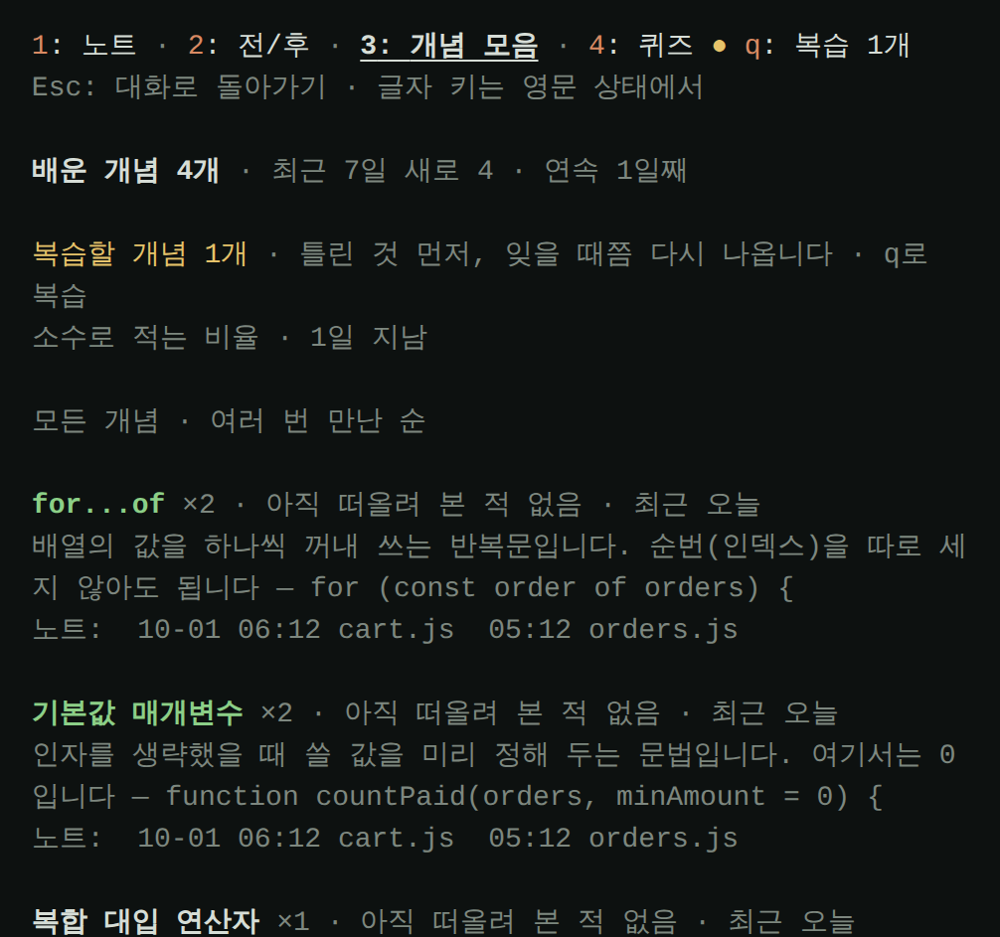 1: 노트 · 2: 전/후 · 3: 개념 모음 · 4: 퀴즈 ● q: 복습 1개
Esc: 대화로 돌아가기 · 글자 키는 영문 상태에서
배운 개념 4개 · 최근 7일 새로 4 · 연속 1일째
복습할 개념 1개 · 틀린 것 먼저, 잊을 때쯤 다시 나옵니다 · q로
복습
소수로 적는 비율 · 1일 지남
모든 개념 · 여러 번 만난 순
for...of ×2 · 아직 떠올려 본 적 없음 · 최근 오늘
배열의 값을 하나씩 꺼내 쓰는 반복문입니다. 순번(인덱스)을 따로 세
지 않아도 됩니다 — for (const order of orders) {
노트:  10-01 06:12 cart.js  05:12 orders.js
기본값 매개변수 ×2 · 아직 떠올려 본 적 없음 · 최근 오늘
인자를 생략했을 때 쓸 값을 미리 정해 두는 문법입니다. 여기서는 0
입니다 — function countPaid(orders, minAmount = 0) {
노트:  10-01 06:12 cart.js  05:12 orders.js
복합 대입 연산자 ×1 · 아직 떠올려 본 적 없음 · 최근 오늘